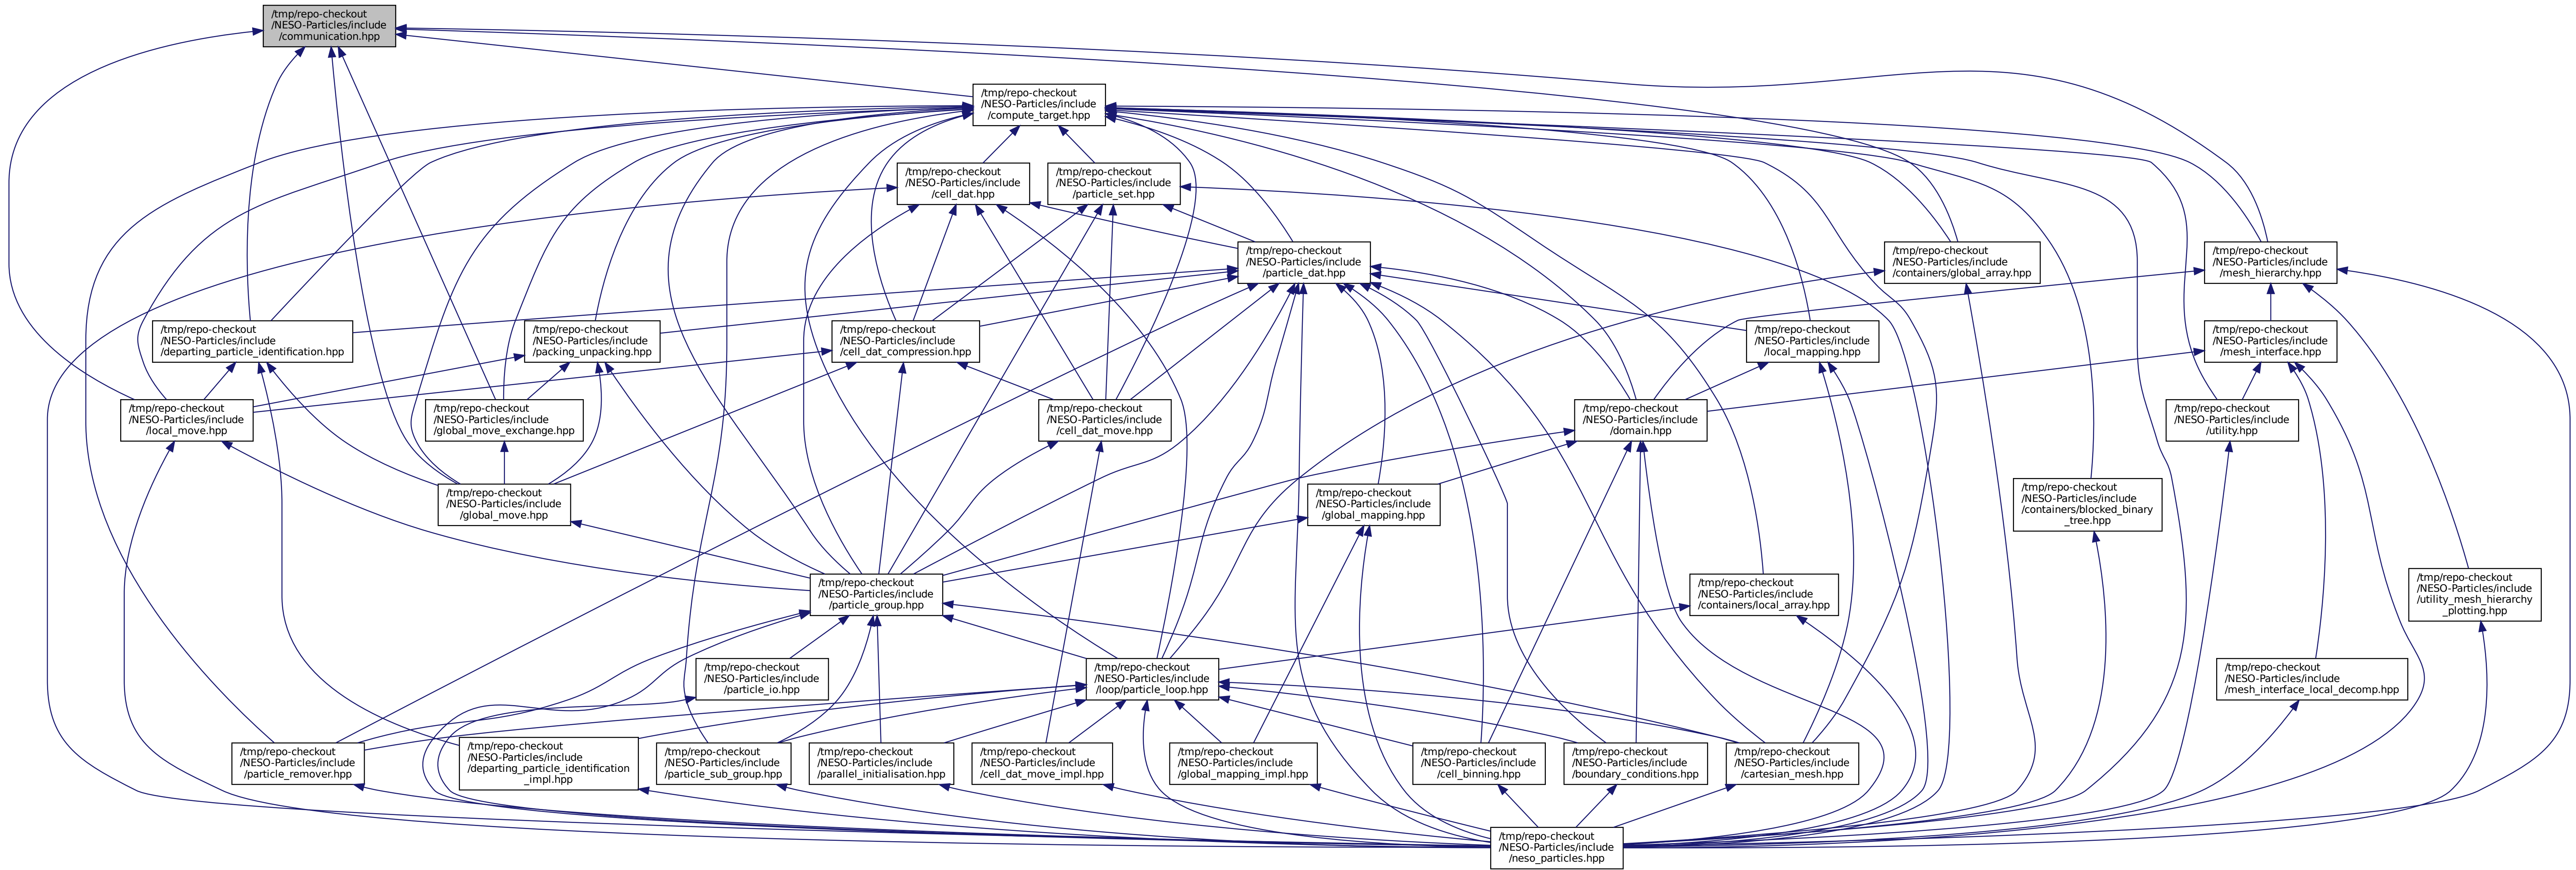 /tmp/repo-checkout
/NESO-Particles/include
/communication.hpp
/tmp/repo-checkout
/NESO-Particles/include
/compute_target.hpp
/tmp/repo-checkout
/NESO-Particles/include
/cell_dat.hpp
/tmp/repo-checkout
/NESO-Particles/include
/particle_set.hpp
/tmp/repo-checkout
/NESO-Particles/include
/particle_dat.hpp
/tmp/repo-checkout
/NESO-Particles/include
/containers/global_array.hpp
/tmp/repo-checkout
/NESO-Particles/include
/mesh_hierarchy.hpp
/tmp/repo-checkout
/NESO-Particles/include
/departing_particle_identification.hpp
/tmp/repo-checkout
/NESO-Particles/include
/packing_unpacking.hpp
/tmp/repo-checkout
/NESO-Particles/include
/cell_dat_compression.hpp
/tmp/repo-checkout
/NESO-Particles/include
/local_mapping.hpp
/tmp/repo-checkout
/NESO-Particles/include
/mesh_interface.hpp
/tmp/repo-checkout
/NESO-Particles/include
/local_move.hpp
/tmp/repo-checkout
/NESO-Particles/include
/global_move_exchange.hpp
/tmp/repo-checkout
/NESO-Particles/include
/cell_dat_move.hpp
/tmp/repo-checkout
/NESO-Particles/include
/domain.hpp
/tmp/repo-checkout
/NESO-Particles/include
/utility.hpp
/tmp/repo-checkout
/NESO-Particles/include
/global_move.hpp
/tmp/repo-checkout
/NESO-Particles/include
/global_mapping.hpp
/tmp/repo-checkout
/NESO-Particles/include
/containers/blocked_binary
_tree.hpp
/tmp/repo-checkout
/NESO-Particles/include
/particle_group.hpp
/tmp/repo-checkout
/NESO-Particles/include
/containers/local_array.hpp
/tmp/repo-checkout
/NESO-Particles/include
/utility_mesh_hierarchy
_plotting.hpp
/tmp/repo-checkout
/NESO-Particles/include
/particle_io.hpp
/tmp/repo-checkout
/NESO-Particles/include
/loop/particle_loop.hpp
/tmp/repo-checkout
/NESO-Particles/include
/mesh_interface_local_decomp.hpp
/tmp/repo-checkout
/NESO-Particles/include
/particle_remover.hpp
/tmp/repo-checkout
/NESO-Particles/include
/departing_particle_identification
_impl.hpp
/tmp/repo-checkout
/NESO-Particles/include
/particle_sub_group.hpp
/tmp/repo-checkout
/NESO-Particles/include
/parallel_initialisation.hpp
/tmp/repo-checkout
/NESO-Particles/include
/cell_dat_move_impl.hpp
/tmp/repo-checkout
/NESO-Particles/include
/global_mapping_impl.hpp
/tmp/repo-checkout
/NESO-Particles/include
/cell_binning.hpp
/tmp/repo-checkout
/NESO-Particles/include
/boundary_conditions.hpp
/tmp/repo-checkout
/NESO-Particles/include
/cartesian_mesh.hpp
/tmp/repo-checkout
/NESO-Particles/include
/neso_particles.hpp